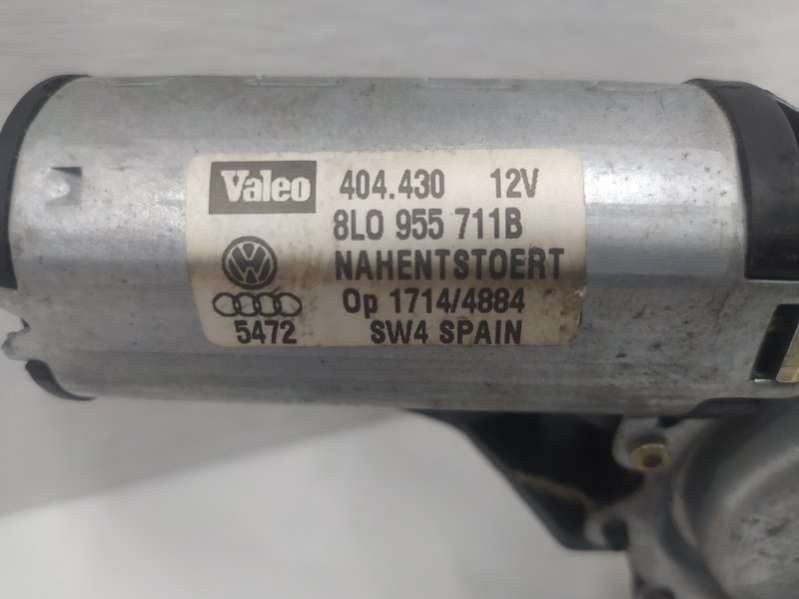 Valeo 404.430 12V
8L0 955 711B
NAHENTSTOERT
Op 1714/4884
5472 SW4 SPAIN